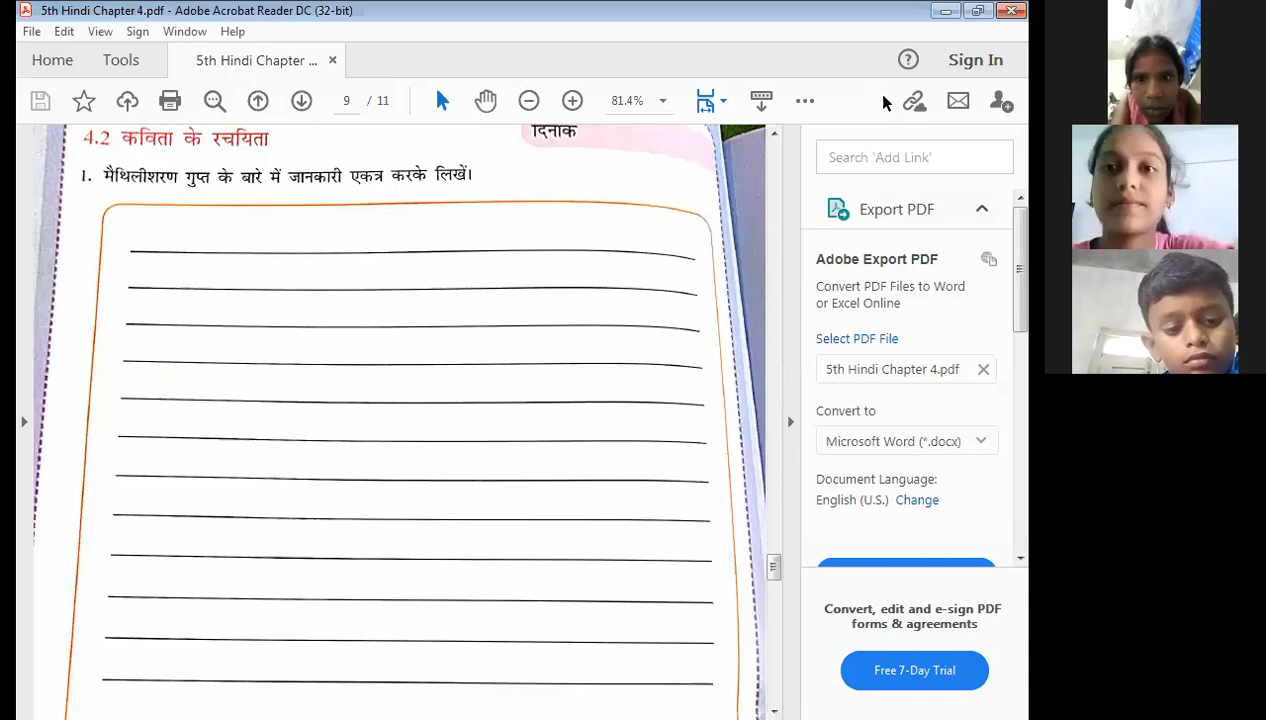 5th Hindi Chapter 4.pdf - Adobe Acrobat Reader DC (32-bit)
File Edit View Sign Window Help
Home Tools 5th Hindi Chapter ... × Sign In
9 / 11 81.4%
4.2 कविता के रचयिता
दिनांक
1. मैथिलीशरण गुप्त के बारे में जानकारी एकत्र करके लिखें।
Search 'Add Link'
Export PDF
Adobe Export PDF
Convert PDF Files to Word
or Excel Online
Select PDF File
5th Hindi Chapter 4.pdf
Convert to
Microsoft Word (*.docx)
Document Language:
English (U.S.) Change
Convert, edit and e-sign PDF
forms & agreements
Free 7-Day Trial